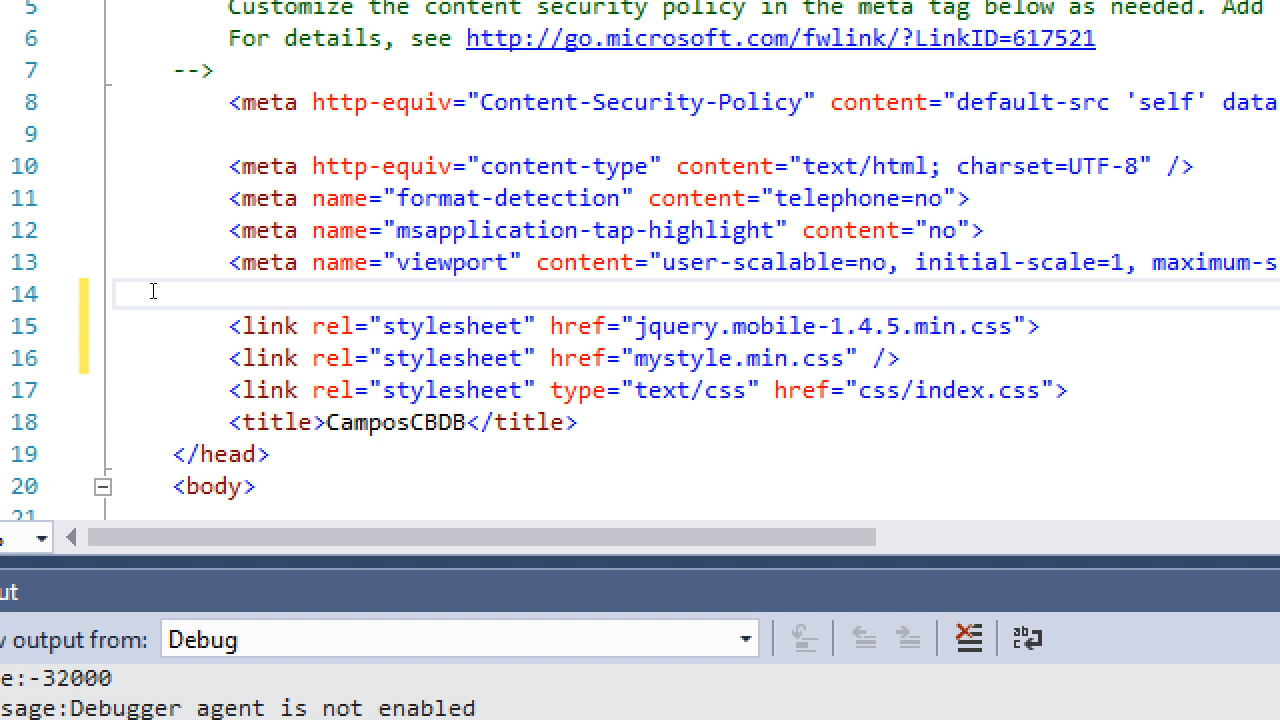 5 Customize the content security policy in the meta tag below as needed. Add
6 For details, see http://go.microsoft.com/fwlink/?LinkID=617521
7 -->
8 <meta http-equiv="Content-Security-Policy" content="default-src 'self' data
9
10 <meta http-equiv="content-type" content="text/html; charset=UTF-8" />
11 <meta name="format-detection" content="telephone=no">
12 <meta name="msapplication-tap-highlight" content="no">
13 <meta name="viewport" content="user-scalable=no, initial-scale=1, maximum-s
14
15 <link rel="stylesheet" href="jquery.mobile-1.4.5.min.css">
16 <link rel="stylesheet" href="mystyle.min.css" />
17 <link rel="stylesheet" type="text/css" href="css/index.css">
18 <title>CamposCBDB</title>
19 </head>
20 <body>
21
ut
w output from: Debug
e:-32000
sage:Debugger agent is not enabled